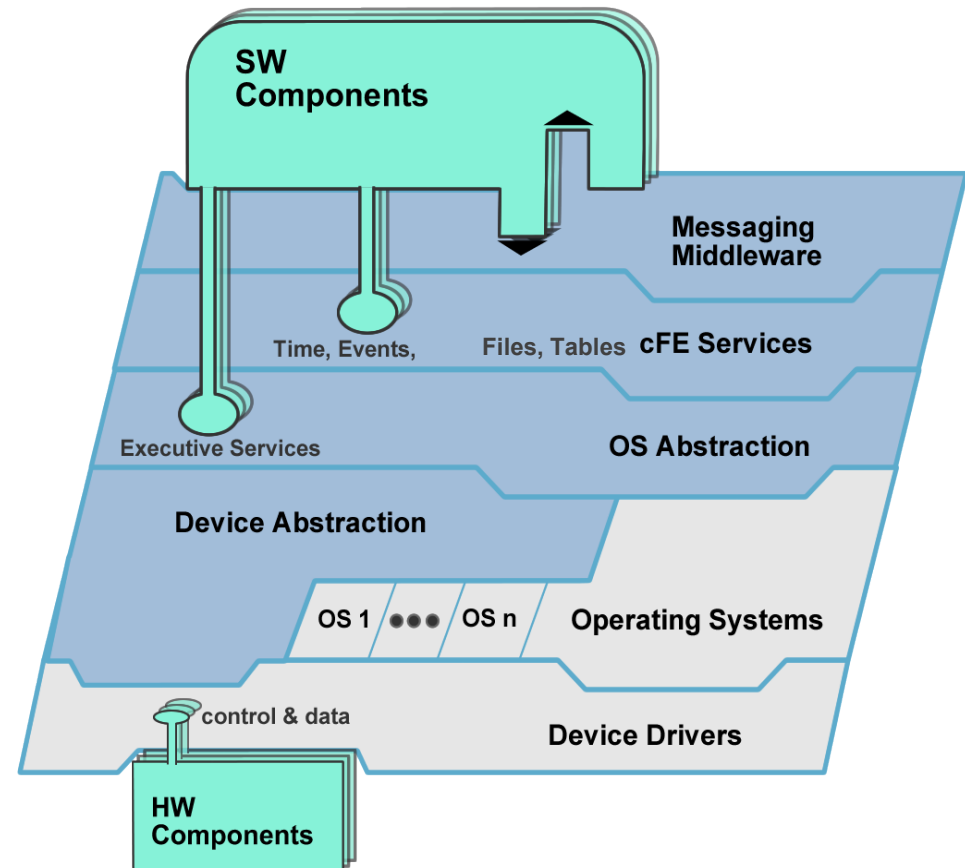 SW
Components
Messaging
Middleware
Time, Events,
Files, Tables
cFE Services
Executive Services
OS Abstraction
Device Abstraction
OS 1
OS n
Operating Systems
control & data
Device Drivers
HW
Components